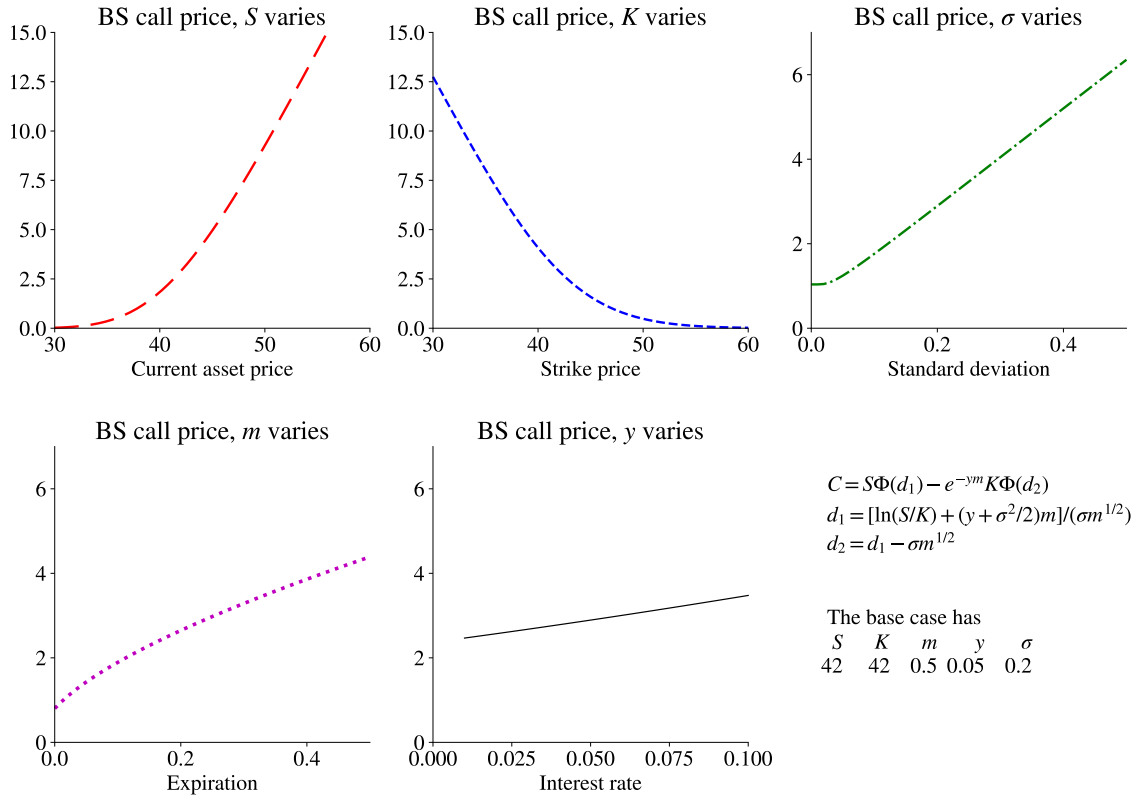 BS call price, S varies
15.0
12.5
10.0
7.5
5.0
2.5
0.0
30 40 50 60
Current asset price
BS call price, K varies
15.0
12.5
10.0
7.5
5.0
2.5
0.0
30 40 50 60
Strike price
BS call price, σ varies
6
4
2
0
0.0 0.2 0.4
Standard deviation
BS call price, m varies
6
4
2
0
0.0 0.2 0.4
Expiration
BS call price, y varies
6
4
2
0
0.000 0.025 0.050 0.075 0.100
Interest rate
C = SΦ(d₁) − e^{−ym}KΦ(d₂)
d₁ = [ln(S/K) + (y + σ²/2)m]/(σm^{1/2})
d₂ = d₁ − σm^{1/2}
The base case has
S K m y σ
42 42 0.5 0.05 0.2